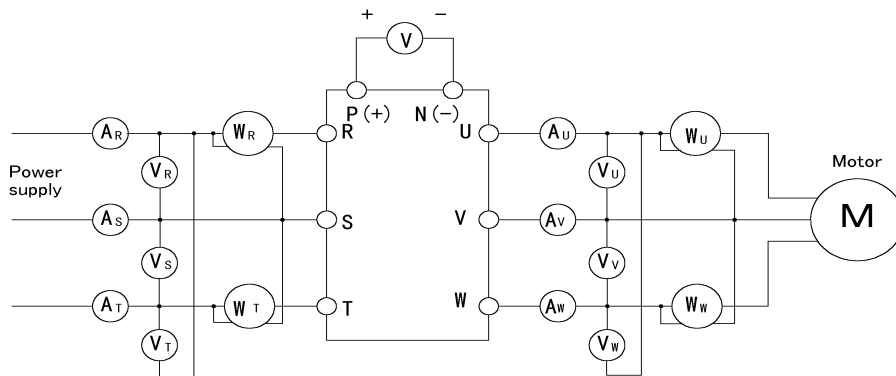 + −
V
P(+) N(−)
AR WR R U AU WU
Power supply
VR VU
Motor
AS S V AV M
VS VV
AT WT T W AW WW
VT VW